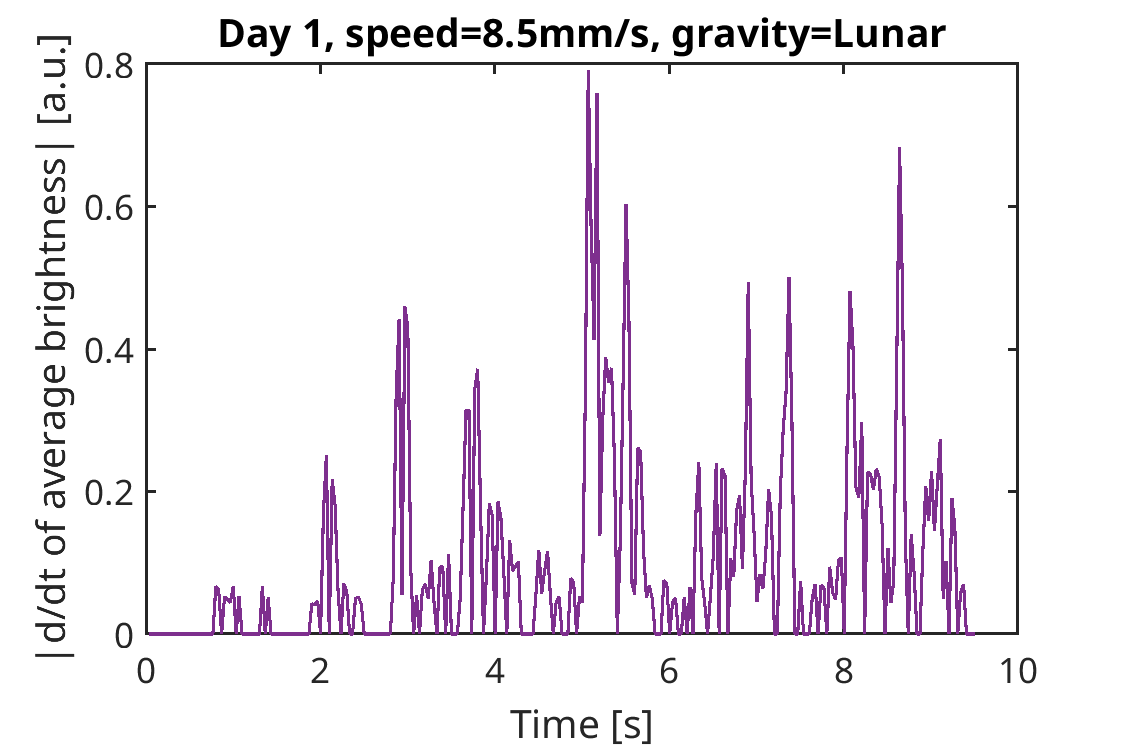 Day 1, speed=8.5mm/s, gravity=Lunar
|d/dt of average brightness| [a.u.]
0.8
0.6
0.4
0.2
0
0 2 4 6 8 10
Time [s]